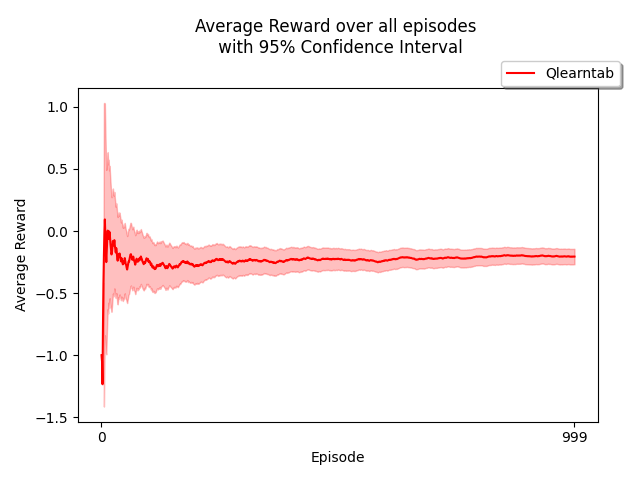 Average Reward over all episodes
with 95% Confidence Interval
Qlearntab
1.0
0.5
0.0
−0.5
−1.0
−1.5
Average Reward
0
999
Episode